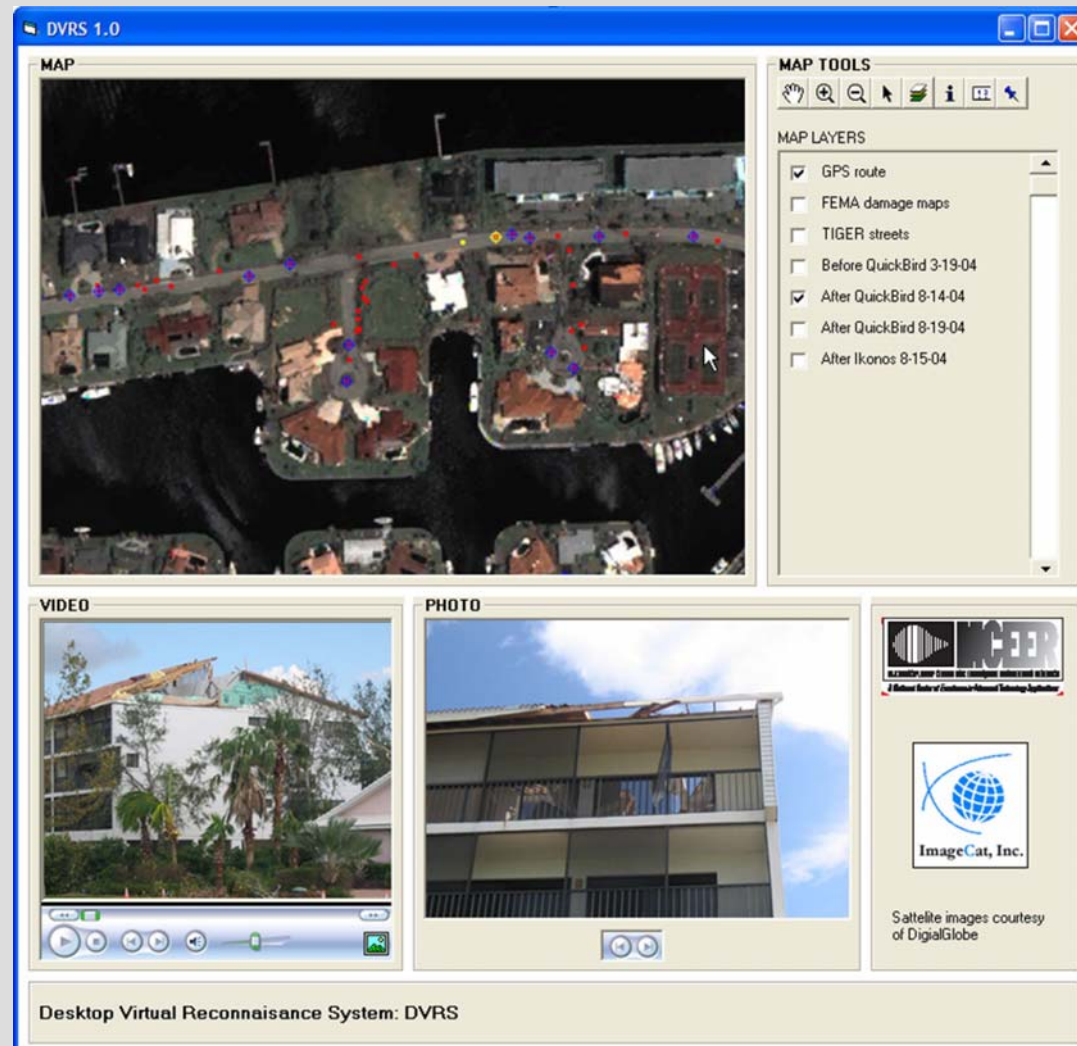 DVRS 1.0
MAP
MAP TOOLS
MAP LAYERS
GPS route
FEMA damage maps
TIGER streets
Before QuickBird 3-19-04
After QuickBird 8-14-04
After QuickBird 8-19-04
After Ikonos 8-15-04
VIDEO
PHOTO
MCEER
ImageCat, Inc.
Sattelite images courtesy
of DigialGlobe
Desktop Virtual Reconnaisance System: DVRS